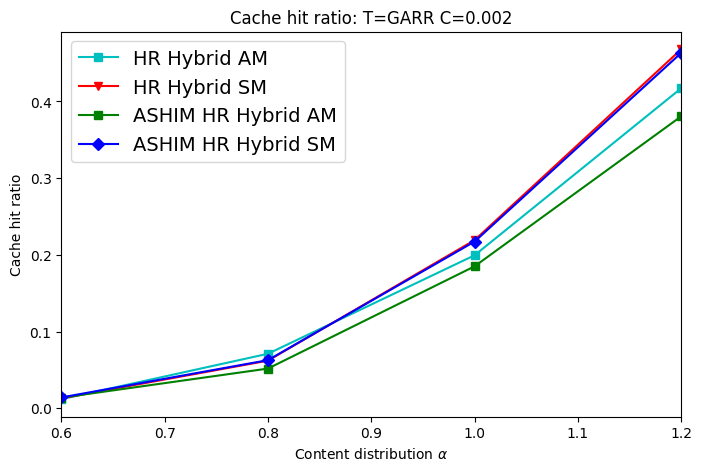 Cache hit ratio: T=GARR C=0.002
HR Hybrid AM
HR Hybrid SM
ASHIM HR Hybrid AM
ASHIM HR Hybrid SM
Cache hit ratio
0.4
0.3
0.2
0.1
0.0
0.6 0.7 0.8 0.9 1.0 1.1 1.2
Content distribution α